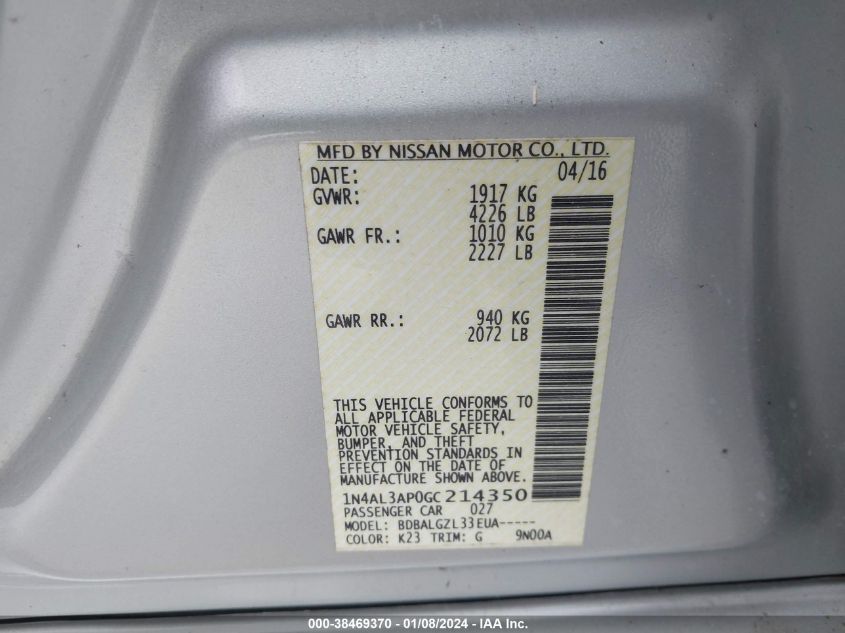 MFD BY NISSAN MOTOR CO., LTD.
DATE: 04/16
GVWR: 1917 KG
4226 LB
GAWR FR.: 1010 KG
2227 LB
GAWR RR.: 940 KG
2072 LB
THIS VEHICLE CONFORMS TO
ALL APPLICABLE FEDERAL
MOTOR VEHICLE SAFETY,
BUMPER, AND THEFT
PREVENTION STANDARDS IN
EFFECT ON THE DATE OF
MANUFACTURE SHOWN ABOVE.
1N4AL3AP0GC214350
PASSENGER CAR 027
MODEL: BDBALGZL33EUA-----
COLOR: K23 TRIM: G 9N00A
000-38469370 - 01/08/2024 - IAA Inc.